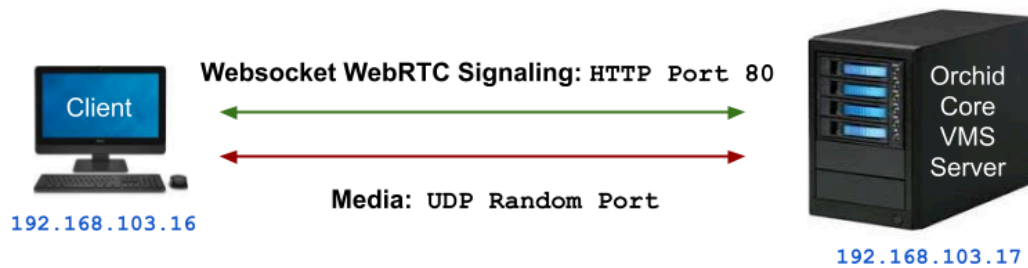 Websocket WebRTC Signaling: HTTP Port 80
Client
Orchid
Core
VMS
Server
Media: UDP Random Port
192.168.103.16
192.168.103.17